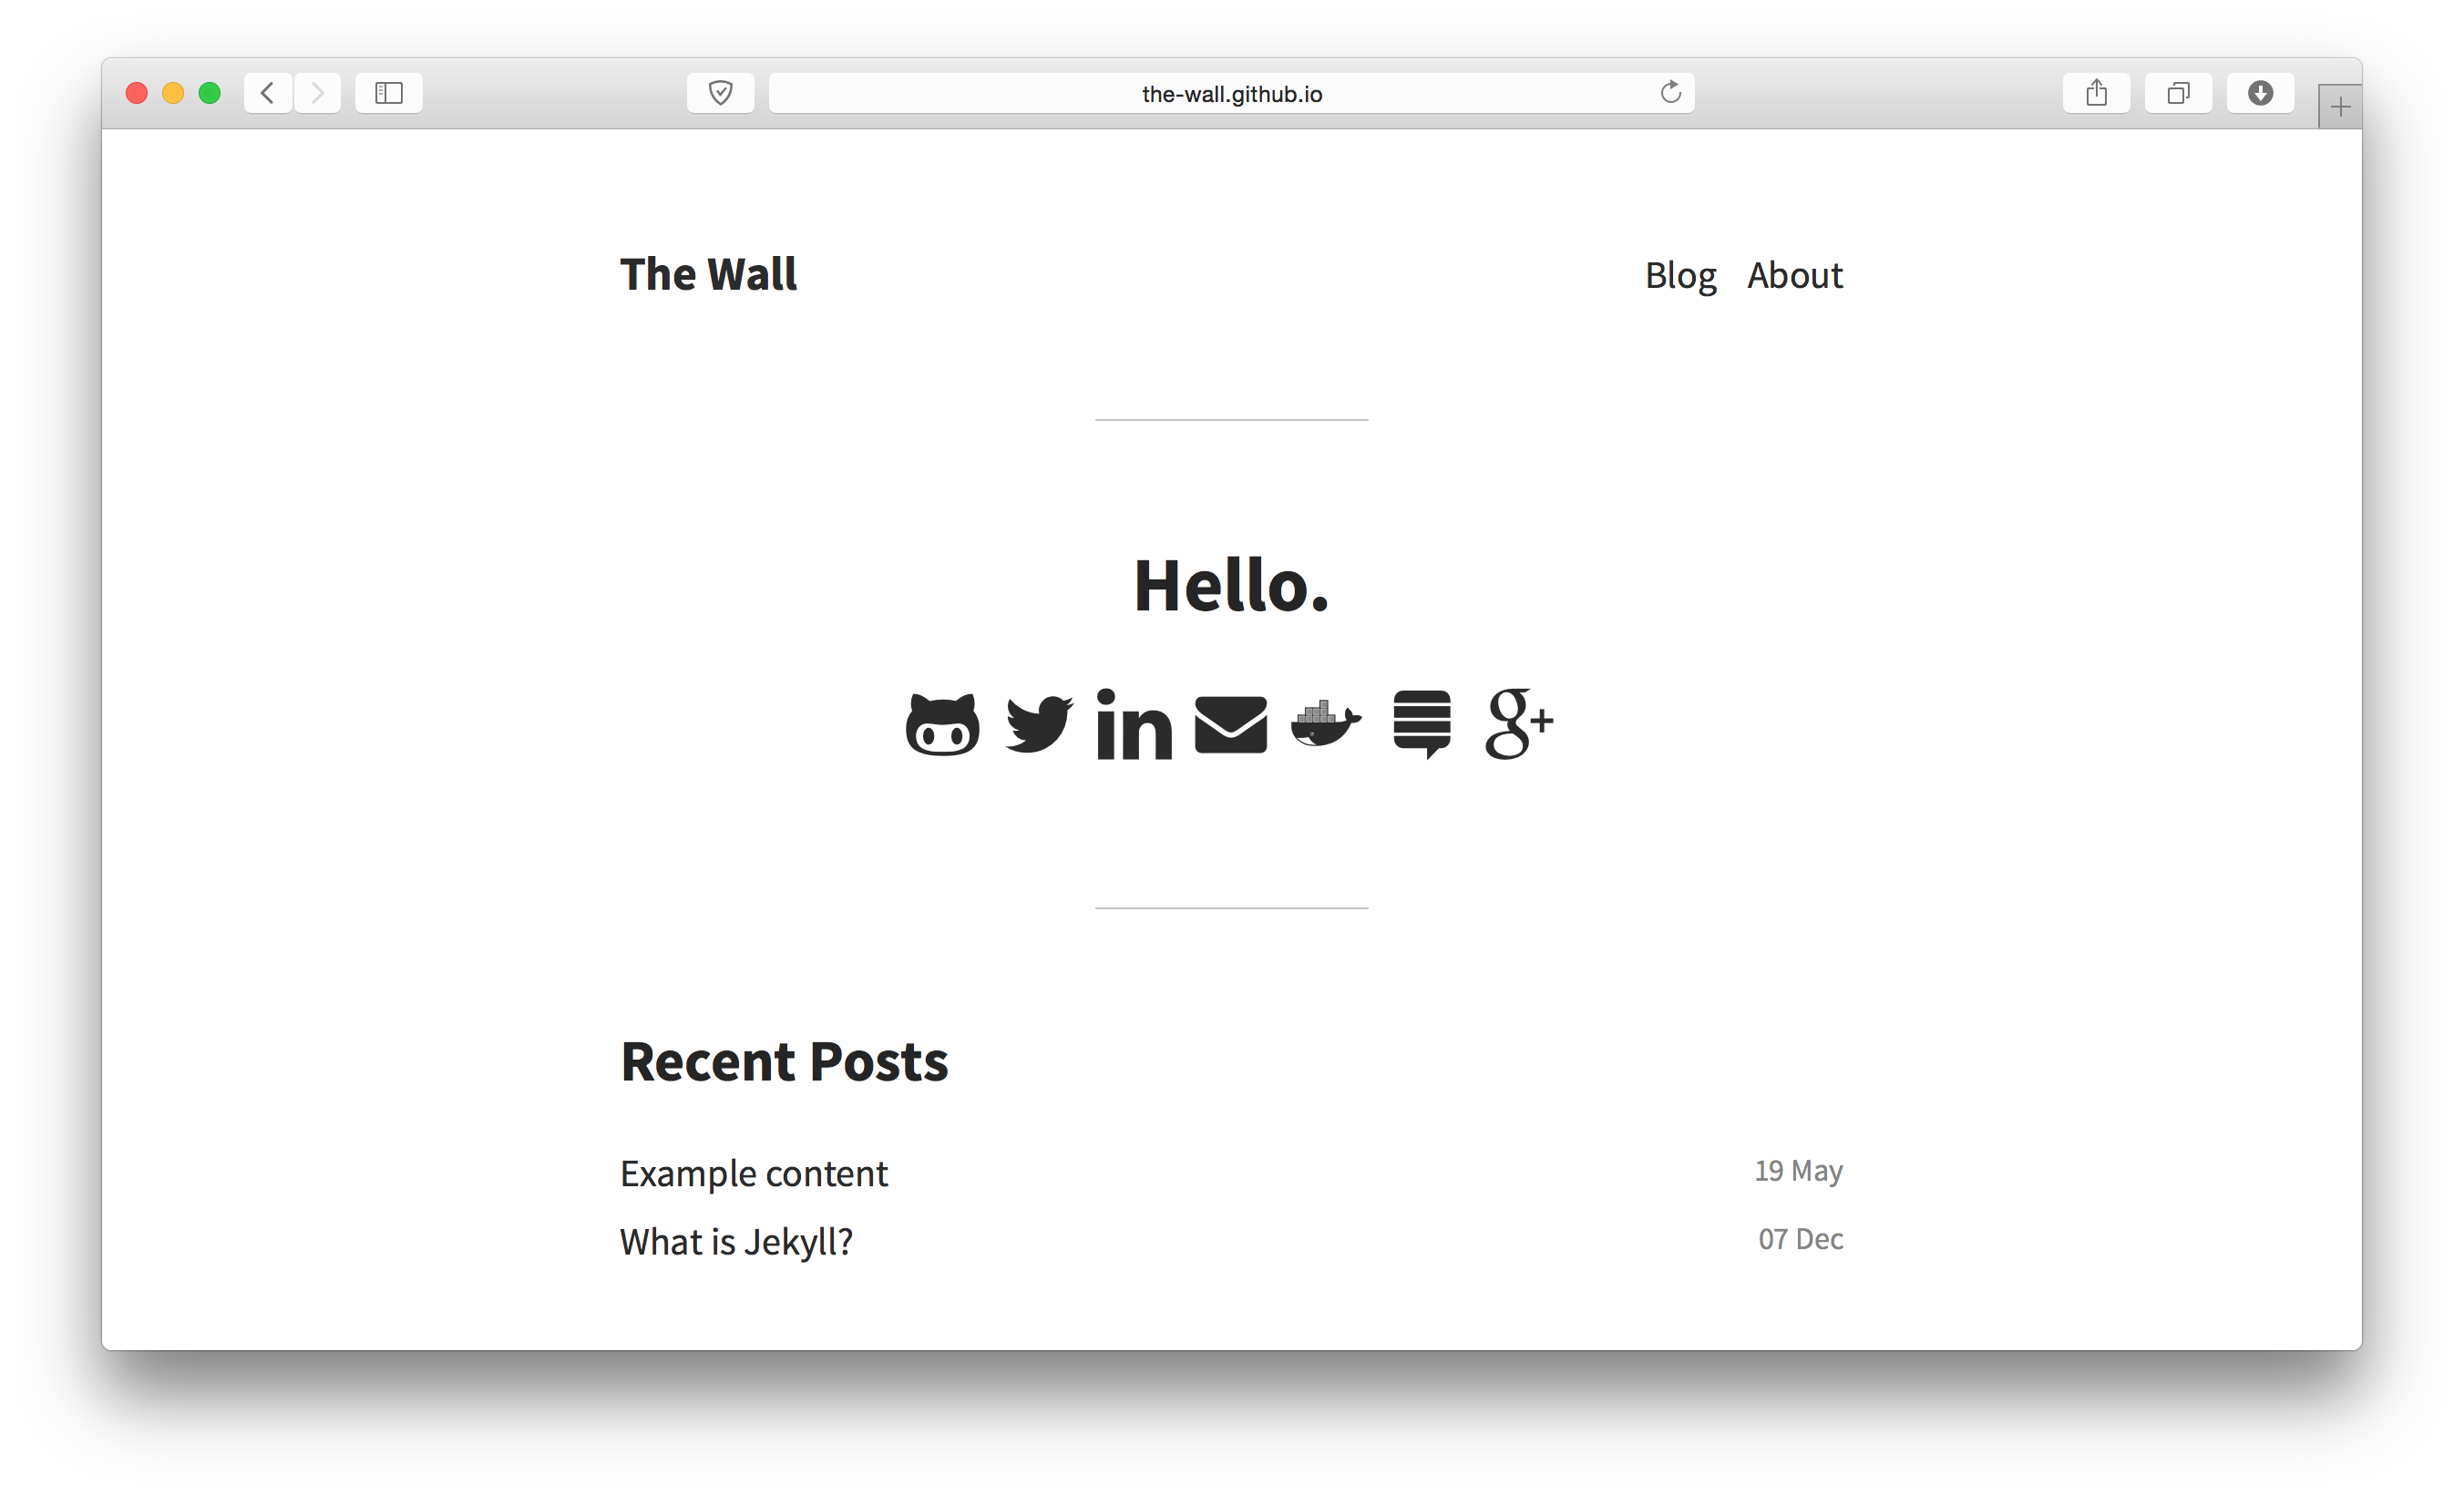 the-wall.github.io
The Wall
Blog About
Hello.
in
g+
Recent Posts
Example content 19 May
What is Jekyll? 07 Dec